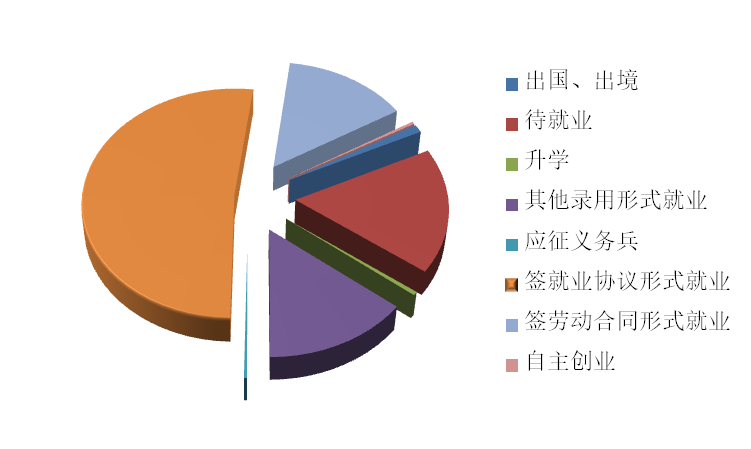 出国、出境
待就业
升学
其他录用形式就业
应征义务兵
签就业协议形式就业
签劳动合同形式就业
自主创业